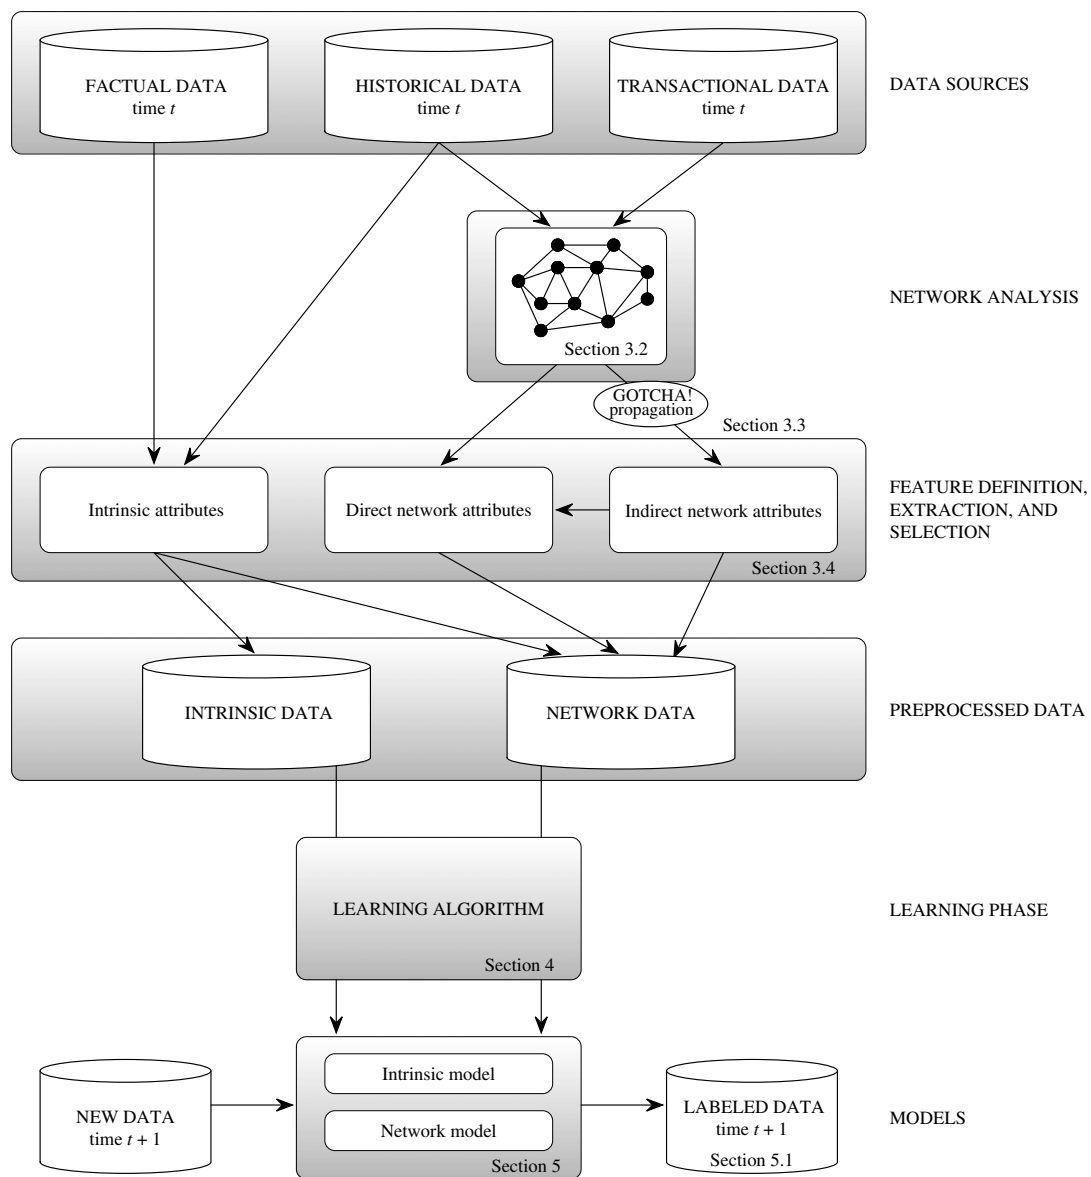 FACTUAL DATA
time t
HISTORICAL DATA
time t
TRANSACTIONAL DATA
time t
DATA SOURCES
Section 3.2
NETWORK ANALYSIS
GOTCHA!
propagation
Section 3.3
Intrinsic attributes
Direct network attributes
Indirect network attributes
Section 3.4
FEATURE DEFINITION,
EXTRACTION, AND
SELECTION
INTRINSIC DATA
NETWORK DATA
PREPROCESSED DATA
LEARNING ALGORITHM
Section 4
LEARNING PHASE
NEW DATA
time t + 1
Intrinsic model
Network model
Section 5
LABELED DATA
time t + 1
Section 5.1
MODELS